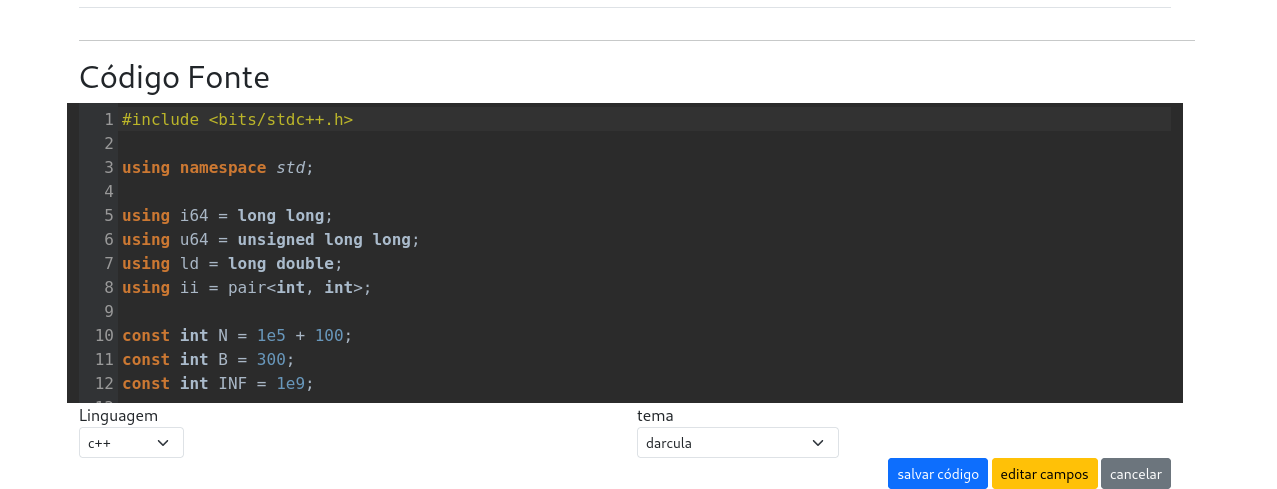 Código Fonte
1 #include <bits/stdc++.h>
2
3 using namespace std;
4
5 using i64 = long long;
6 using u64 = unsigned long long;
7 using ld = long double;
8 using ii = pair<int, int>;
9
10 const int N = 1e5 + 100;
11 const int B = 300;
12 const int INF = 1e9;
Linguagem tema
c++ darcula
salvar código editar campos cancelar